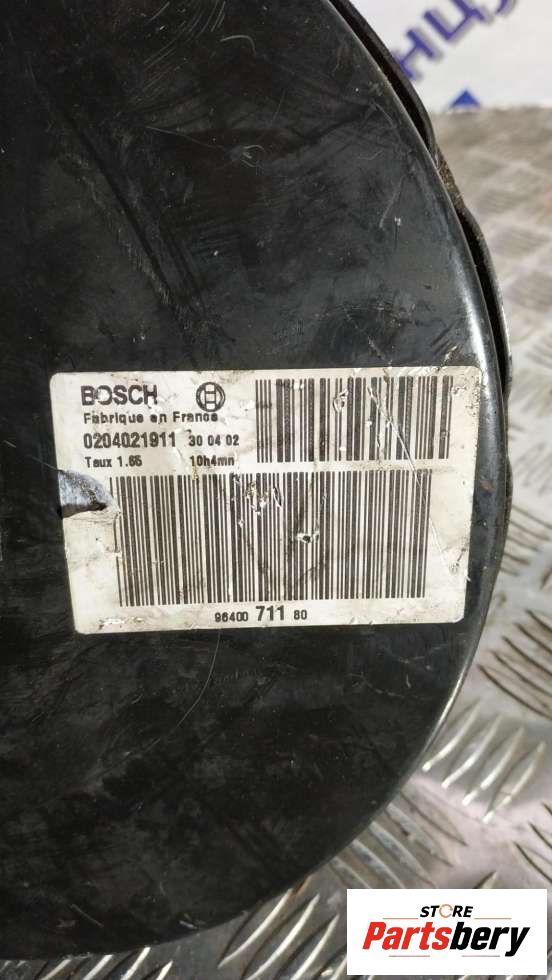 BOSCH
Fabrique en France
0204021911 30 04 02
Taux 1.65 10h4mn
96400 711 80
STORE
Partsbery